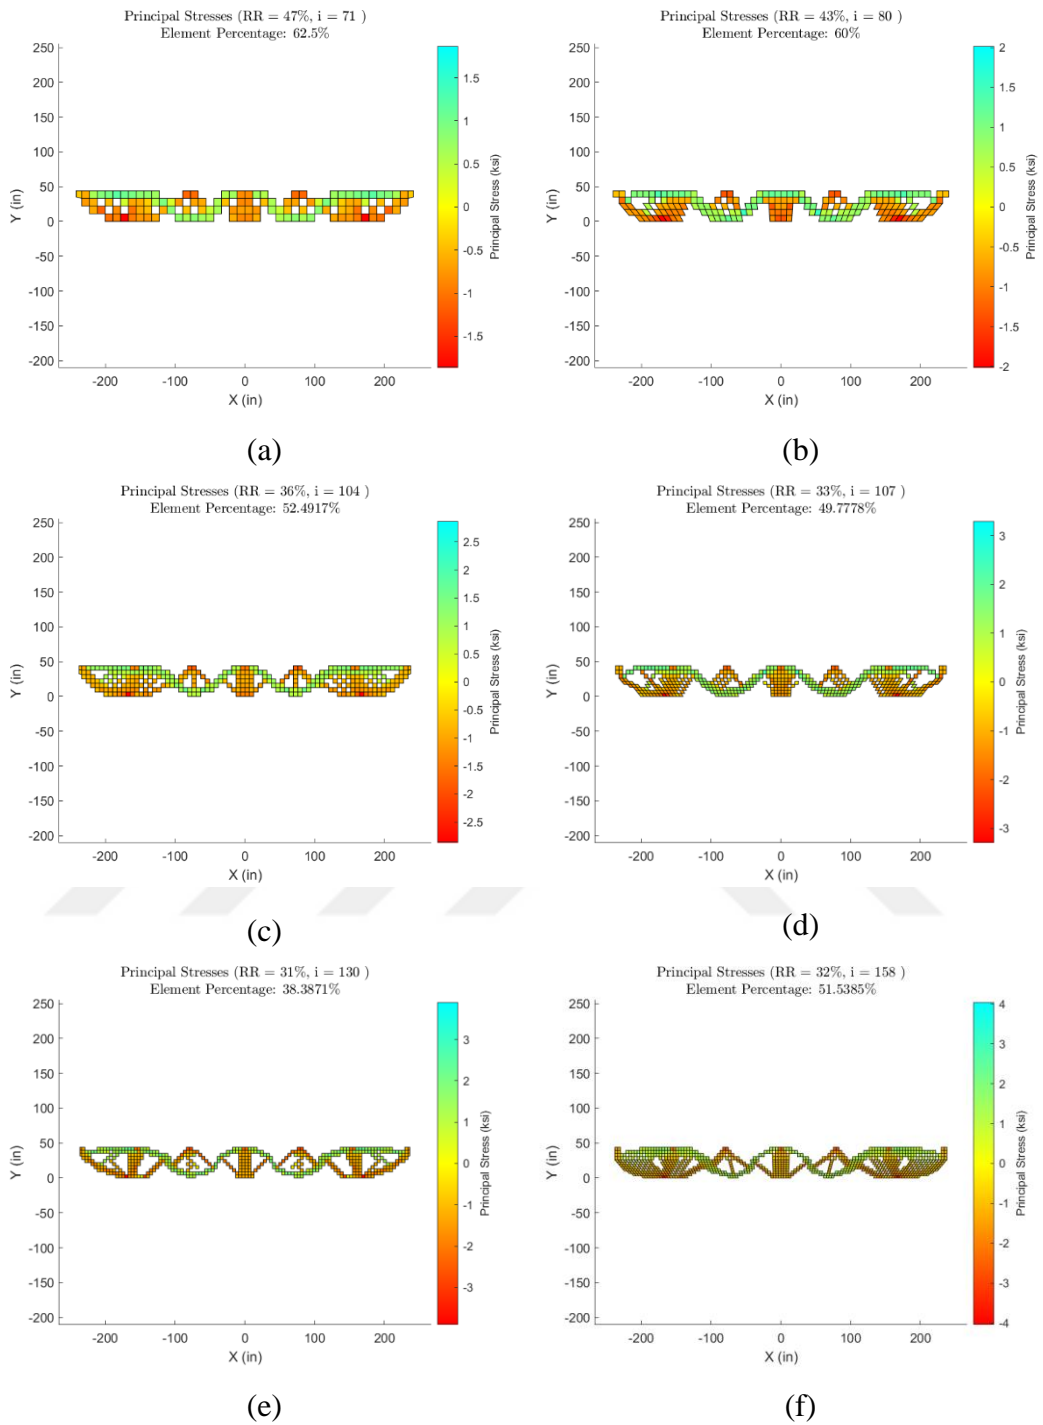 Principal Stresses (RR = 47%, i = 71 )
Element Percentage: 62.5%
250
200
150
100
50
0
-50
-100
-150
-200
Y (in)
-200 -100 0 100 200
X (in)
1.5
1
0.5
0
-0.5
-1
-1.5
Principal Stress (ksi)
(a)
Principal Stresses (RR = 43%, i = 80 )
Element Percentage: 60%
250
200
150
100
50
0
-50
-100
-150
-200
Y (in)
-200 -100 0 100 200
X (in)
2
1.5
1
0.5
0
-0.5
-1
-1.5
-2
Principal Stress (ksi)
(b)
Principal Stresses (RR = 36%, i = 104 )
Element Percentage: 52.4917%
250
200
150
100
50
0
-50
-100
-150
-200
Y (in)
-200 -100 0 100 200
X (in)
2.5
2
1.5
1
0.5
0
-0.5
-1
-1.5
-2
-2.5
Principal Stress (ksi)
(c)
Principal Stresses (RR = 33%, i = 107 )
Element Percentage: 49.7778%
250
200
150
100
50
0
-50
-100
-150
-200
Y (in)
-200 -100 0 100 200
X (in)
3
2
1
0
-1
-2
-3
Principal Stress (ksi)
(d)
Principal Stresses (RR = 31%, i = 130 )
Element Percentage: 38.3871%
250
200
150
100
50
0
-50
-100
-150
-200
Y (in)
-200 -100 0 100 200
X (in)
3
2
1
0
-1
-2
-3
Principal Stress (ksi)
(e)
Principal Stresses (RR = 32%, i = 158 )
Element Percentage: 51.5385%
250
200
150
100
50
0
-50
-100
-150
-200
Y (in)
-200 -100 0 100 200
X (in)
4
3
2
1
0
-1
-2
-3
-4
Principal Stress (ksi)
(f)